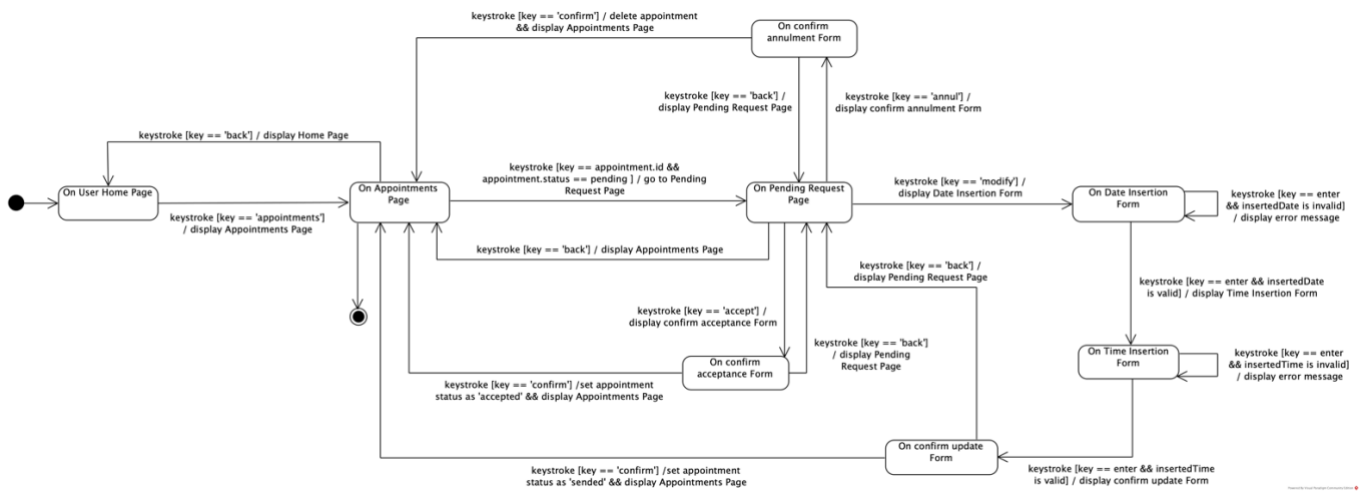 keystroke [key == 'confirm'] / delete appointment
&& display Appointments Page
On confirm
annulment Form
keystroke [key == 'back'] /
display Pending Request Page
keystroke [key == 'annul'] /
display confirm annulment Form
keystroke [key == 'back'] / display Home Page
On User Home Page
keystroke [key == 'appointments']
/ display Appointments Page
On Appointments
Page
keystroke [key == appointment.id &&
appointment.status == pending ] / go to Pending
Request Page
On Pending Request
Page
keystroke [key == 'modify'] /
display Date Insertion Form
On Date Insertion
Form
keystroke [key == enter
&& insertedDate is invalid]
/ display error message
keystroke [key == 'back'] / display Appointments Page
keystroke [key == 'back'] /
display Pending Request Page
keystroke [key == enter && insertedDate
is valid] / display Time Insertion Form
keystroke [key == 'accept'] /
display confirm acceptance Form
keystroke [key == 'back']
/ display Pending
Request Page
On confirm
acceptance Form
On Time Insertion
Form
keystroke [key == enter
&& insertedTime is invalid]
/ display error message
keystroke [key == 'confirm'] /set appointment
status as 'accepted' && display Appointments Page
On confirm update
Form
keystroke [key == 'confirm'] /set appointment
status as 'sended' && display Appointments Page
keystroke [key == enter && insertedTime
is valid] / display confirm update Form